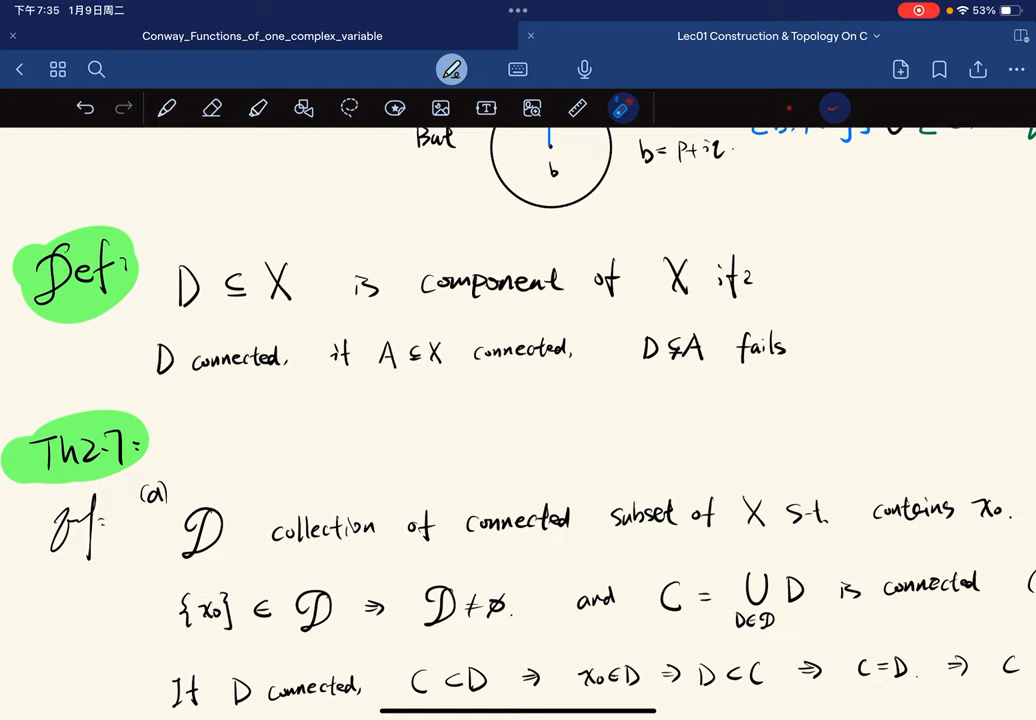 下午7:35 1月9日周二
53%
Conway_Functions_of_one_complex_variable
Lec01 Construction & Topology On C
But
b
b = p+iq.
Def:
D ⊆ X is component of X if:
D connected, if A ⊆ X connected, D ⊊ A fails
Th2.7:
pf:
(a) 𝒟 collection of connected subset of X s.t. contains x₀.
{x₀} ∈ 𝒟 ⇒ 𝒟 ≠ ∅. and C = ⋃ D is connected (
D∈𝒟
If D connected, C ⊂ D ⇒ x₀ ∈ D ⇒ D ⊂ C ⇒ C = D. ⇒ C